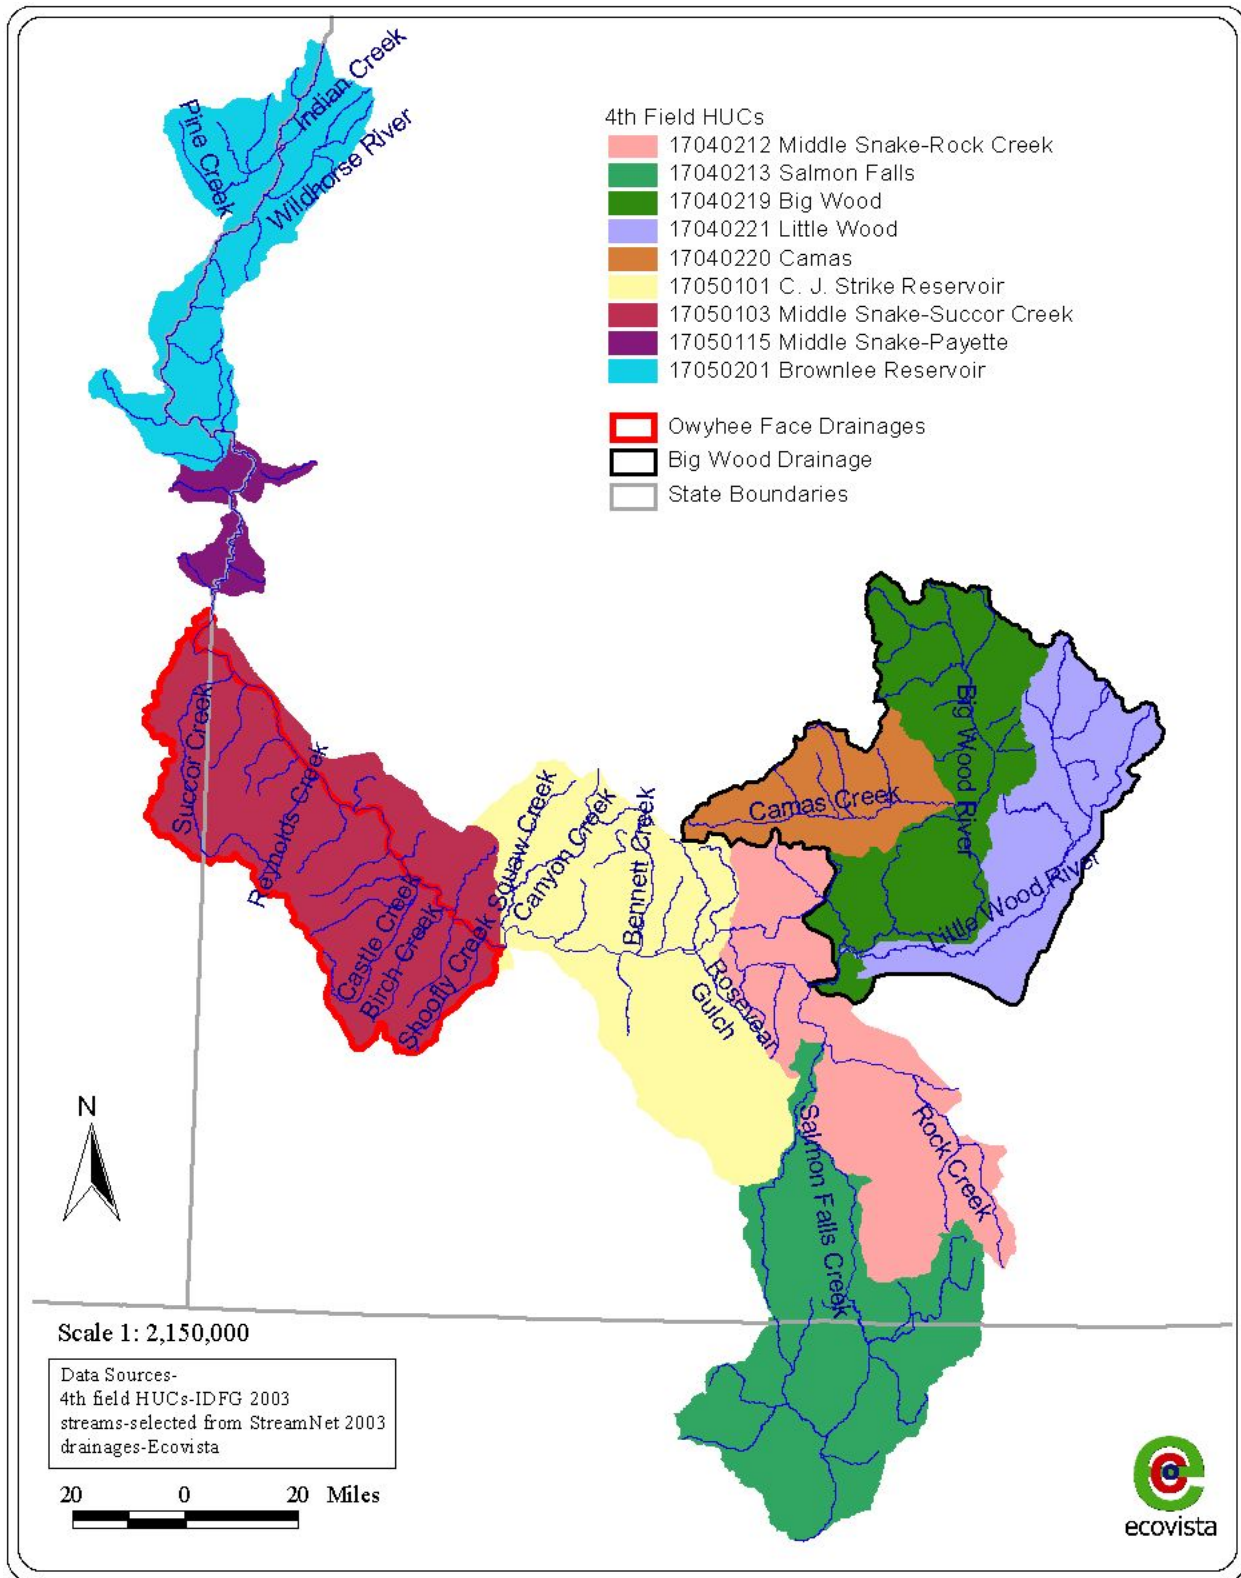 Indian Creek
Pine Creek
Wildhorse River
4th Field HUCs
17040212 Middle Snake-Rock Creek
17040213 Salmon Falls
17040219 Big Wood
17040221 Little Wood
17040220 Camas
17050101 C. J. Strike Reservoir
17050103 Middle Snake-Succor Creek
17050115 Middle Snake-Payette
17050201 Brownlee Reservoir
Owyhee Face Drainages
Big Wood Drainage
State Boundaries
Succor Creek
Reynolds Creek
Castle Creek
Birch Creek
Shoofly Creek
Squaw Creek
Canyon Creek
Bennett Creek
Rosevear
Gulch
Camas Creek
Big Wood River
Little Wood River
Salmon Falls Creek
Rock Creek
N
Scale 1: 2,150,000
Data Sources-
4th field HUCs-IDFG 2003
streams-selected from StreamNet 2003
drainages-Ecovista
20 0 20 Miles
ecovista